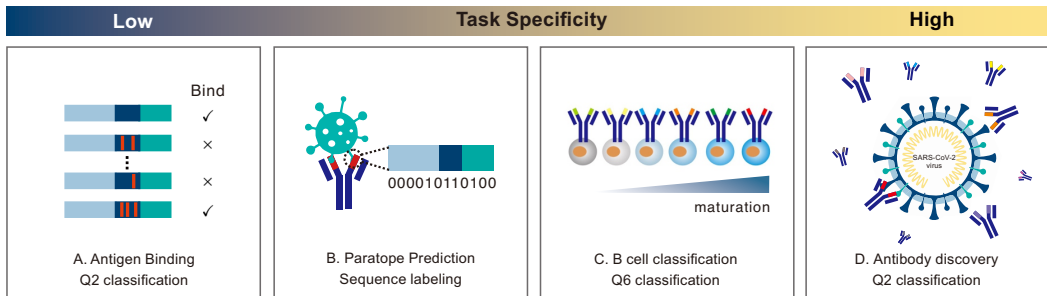 Low Task Specificity High
Bind
✓
×
×
✓
A. Antigen Binding
Q2 classification
000010110100
B. Paratope Prediction
Sequence labeling
maturation
C. B cell classification
Q6 classification
SARS-CoV-2
virus
D. Antibody discovery
Q2 classification